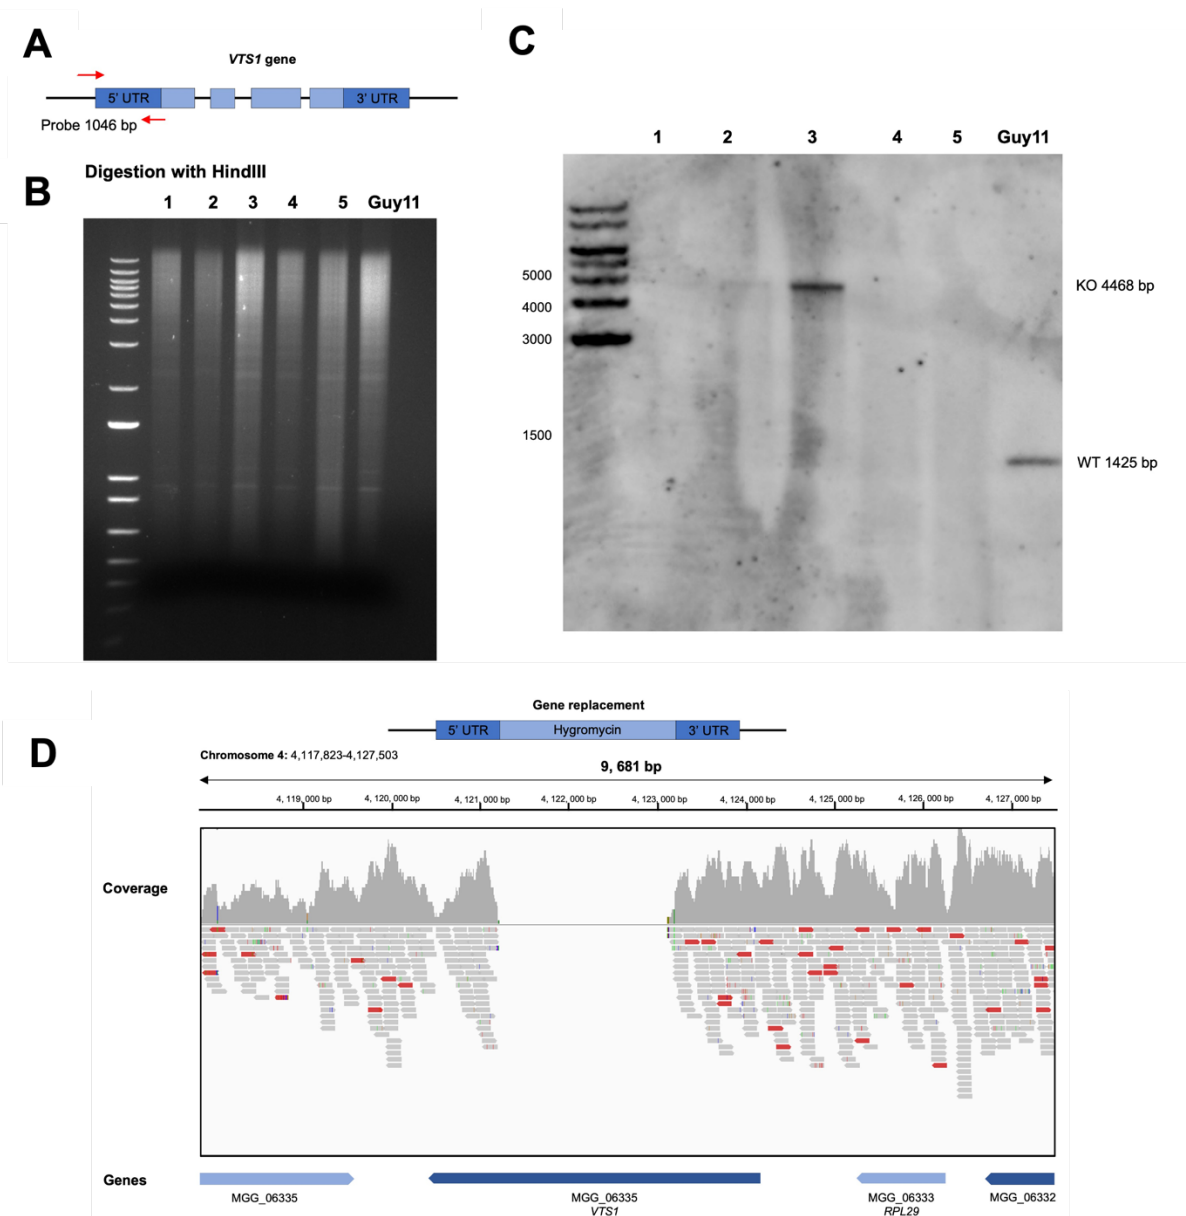 A
VTS1 gene
5' UTR
3' UTR
Probe 1046 bp
B
Digestion with HindIII
1 2 3 4 5 Guy11
C
1 2 3 4 5 Guy11
5000
4000
3000
1500
KO 4468 bp
WT 1425 bp
D
Gene replacement
5' UTR Hygromycin 3' UTR
Chromosome 4: 4,117,823-4,127,503
9, 681 bp
4, 119, 000 bp 4, 120, 000 bp 4, 121, 000 bp 4, 122, 000 bp 4, 123, 000 bp 4, 124, 000 bp 4, 125, 000 bp 4, 126, 000 bp 4, 127, 000 bp
Coverage
Genes
MGG_06335 MGG_06335 MGG_06333 MGG_06332
VTS1 RPL29